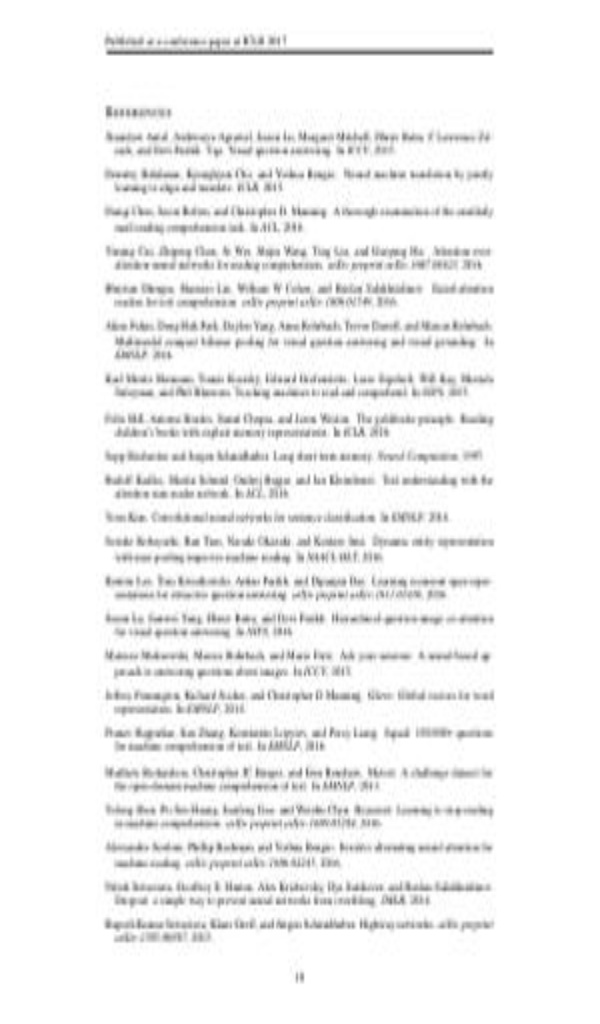 Published as a conference paper at ICLR 2017
REFERENCES
Stanislaw Antol, Aishwarya Agrawal, Jiasen Lu, Margaret Mitchell, Dhruv Batra, C Lawrence Zit-
nick, and Devi Parikh. Vqa: Visual question answering. In ICCV, 2015.
Dzmitry Bahdanau, Kyunghyun Cho, and Yoshua Bengio. Neural machine translation by jointly
learning to align and translate. ICLR, 2015.
Danqi Chen, Jason Bolton, and Christopher D. Manning. A thorough examination of the cnn/daily
mail reading comprehension task. In ACL, 2016.
Yiming Cui, Zhipeng Chen, Si Wei, Shijin Wang, Ting Liu, and Guoping Hu. Attention-over-
attention neural networks for reading comprehension. arXiv preprint arXiv:1607.04423, 2016.
Bhuwan Dhingra, Hanxiao Liu, William W Cohen, and Ruslan Salakhutdinov. Gated-attention
readers for text comprehension. arXiv preprint arXiv:1606.01549, 2016.
Akira Fukui, Dong Huk Park, Daylen Yang, Anna Rohrbach, Trevor Darrell, and Marcus Rohrbach.
Multimodal compact bilinear pooling for visual question answering and visual grounding. In
EMNLP, 2016.
Karl Moritz Hermann, Tomas Kocisky, Edward Grefenstette, Lasse Espeholt, Will Kay, Mustafa
Suleyman, and Phil Blunsom. Teaching machines to read and comprehend. In NIPS, 2015.
Felix Hill, Antoine Bordes, Sumit Chopra, and Jason Weston. The goldilocks principle: Reading
children's books with explicit memory representations. In ICLR, 2016.
Sepp Hochreiter and Jürgen Schmidhuber. Long short-term memory. Neural Computation, 1997.
Rudolf Kadlec, Martin Schmid, Ondrej Bajgar, and Jan Kleindienst. Text understanding with the
attention sum reader network. In ACL, 2016.
Yoon Kim. Convolutional neural networks for sentence classification. In EMNLP, 2014.
Sosuke Kobayashi, Ran Tian, Naoaki Okazaki, and Kentaro Inui. Dynamic entity representation
with max-pooling improves machine reading. In NAACL-HLT, 2016.
Kenton Lee, Tom Kwiatkowski, Ankur Parikh, and Dipanjan Das. Learning recurrent span repre-
sentations for extractive question answering. arXiv preprint arXiv:1611.01436, 2016.
Jiasen Lu, Jianwei Yang, Dhruv Batra, and Devi Parikh. Hierarchical question-image co-attention
for visual question answering. In NIPS, 2016.
Mateusz Malinowski, Marcus Rohrbach, and Mario Fritz. Ask your neurons: A neural-based ap-
proach to answering questions about images. In ICCV, 2015.
Jeffrey Pennington, Richard Socher, and Christopher D Manning. Glove: Global vectors for word
representation. In EMNLP, 2014.
Pranav Rajpurkar, Jian Zhang, Konstantin Lopyrev, and Percy Liang. Squad: 100,000+ questions
for machine comprehension of text. In EMNLP, 2016.
Matthew Richardson, Christopher JC Burges, and Erin Renshaw. Mctest: A challenge dataset for
the open-domain machine comprehension of text. In EMNLP, 2013.
Yelong Shen, Po-Sen Huang, Jianfeng Gao, and Weizhu Chen. Reasonet: Learning to stop reading
in machine comprehension. arXiv preprint arXiv:1609.05284, 2016.
Alessandro Sordoni, Phillip Bachman, and Yoshua Bengio. Iterative alternating neural attention for
machine reading. arXiv preprint arXiv:1606.02245, 2016.
Nitish Srivastava, Geoffrey E. Hinton, Alex Krizhevsky, Ilya Sutskever, and Ruslan Salakhutdinov.
Dropout: a simple way to prevent neural networks from overfitting. JMLR, 2014.
Rupesh Kumar Srivastava, Klaus Greff, and Jürgen Schmidhuber. Highway networks. arXiv preprint
arXiv:1505.00387, 2015.